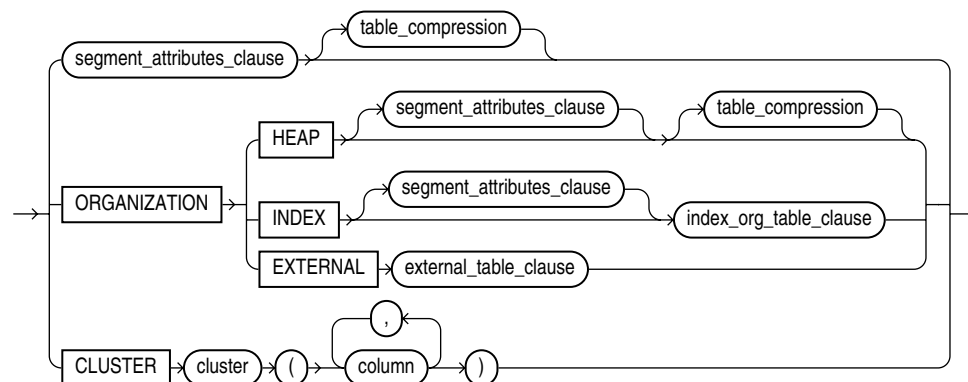 table_compression
segment_attributes_clause
segment_attributes_clause table_compression
HEAP
segment_attributes_clause
ORGANIZATION
INDEX index_org_table_clause
EXTERNAL external_table_clause
,
CLUSTER cluster ( column )